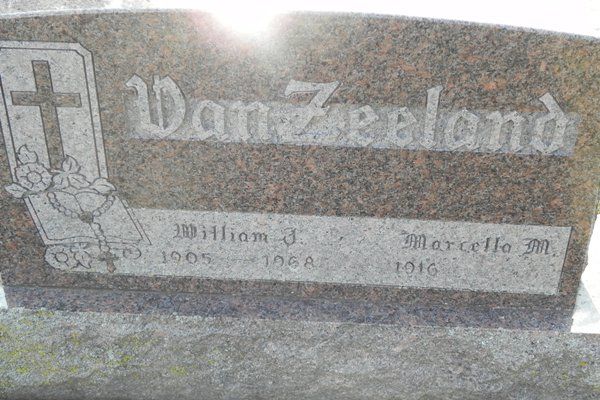 VanZeeland
William J. Marcella M.
1905 1968 1916